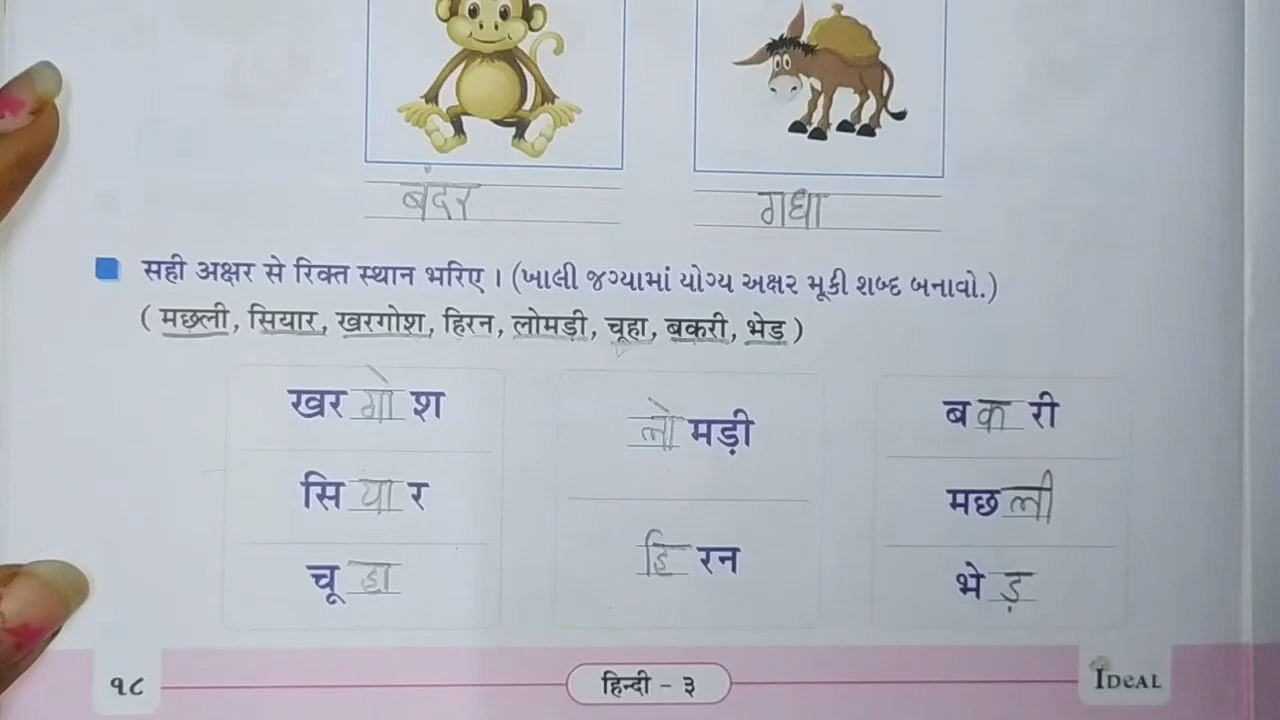 बंदर
गधा
सही अक्षर से रिक्त स्थान भरिए । (ખાલી જગ્યામાં યોગ્ય અક્ષર મૂકી શબ્દ બનાવો.)
( मछली, सियार, खरगोश, हिरन, लोमड़ी, चूहा, बकरी, भेड )
खर गो श
सि या र
चू हा
लो मड़ी
हि रन
ब क री
मछ ली
भे ड़
१८
हिन्दी - ३
IDEAL